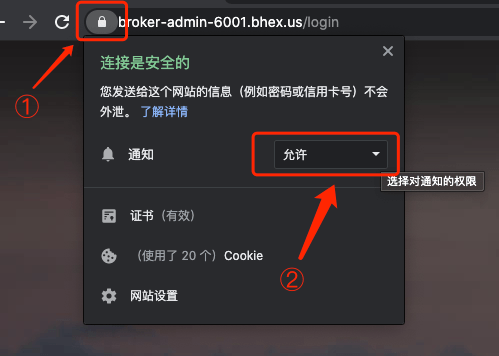 broker-admin-6001.bhex.us/login
①
连接是安全的
您发送给这个网站的信息（例如密码或信用卡号）不会
外泄。 了解详情
通知
允许
选择对通知的权限
证书（有效）
②
（使用了 20 个）Cookie
网站设置